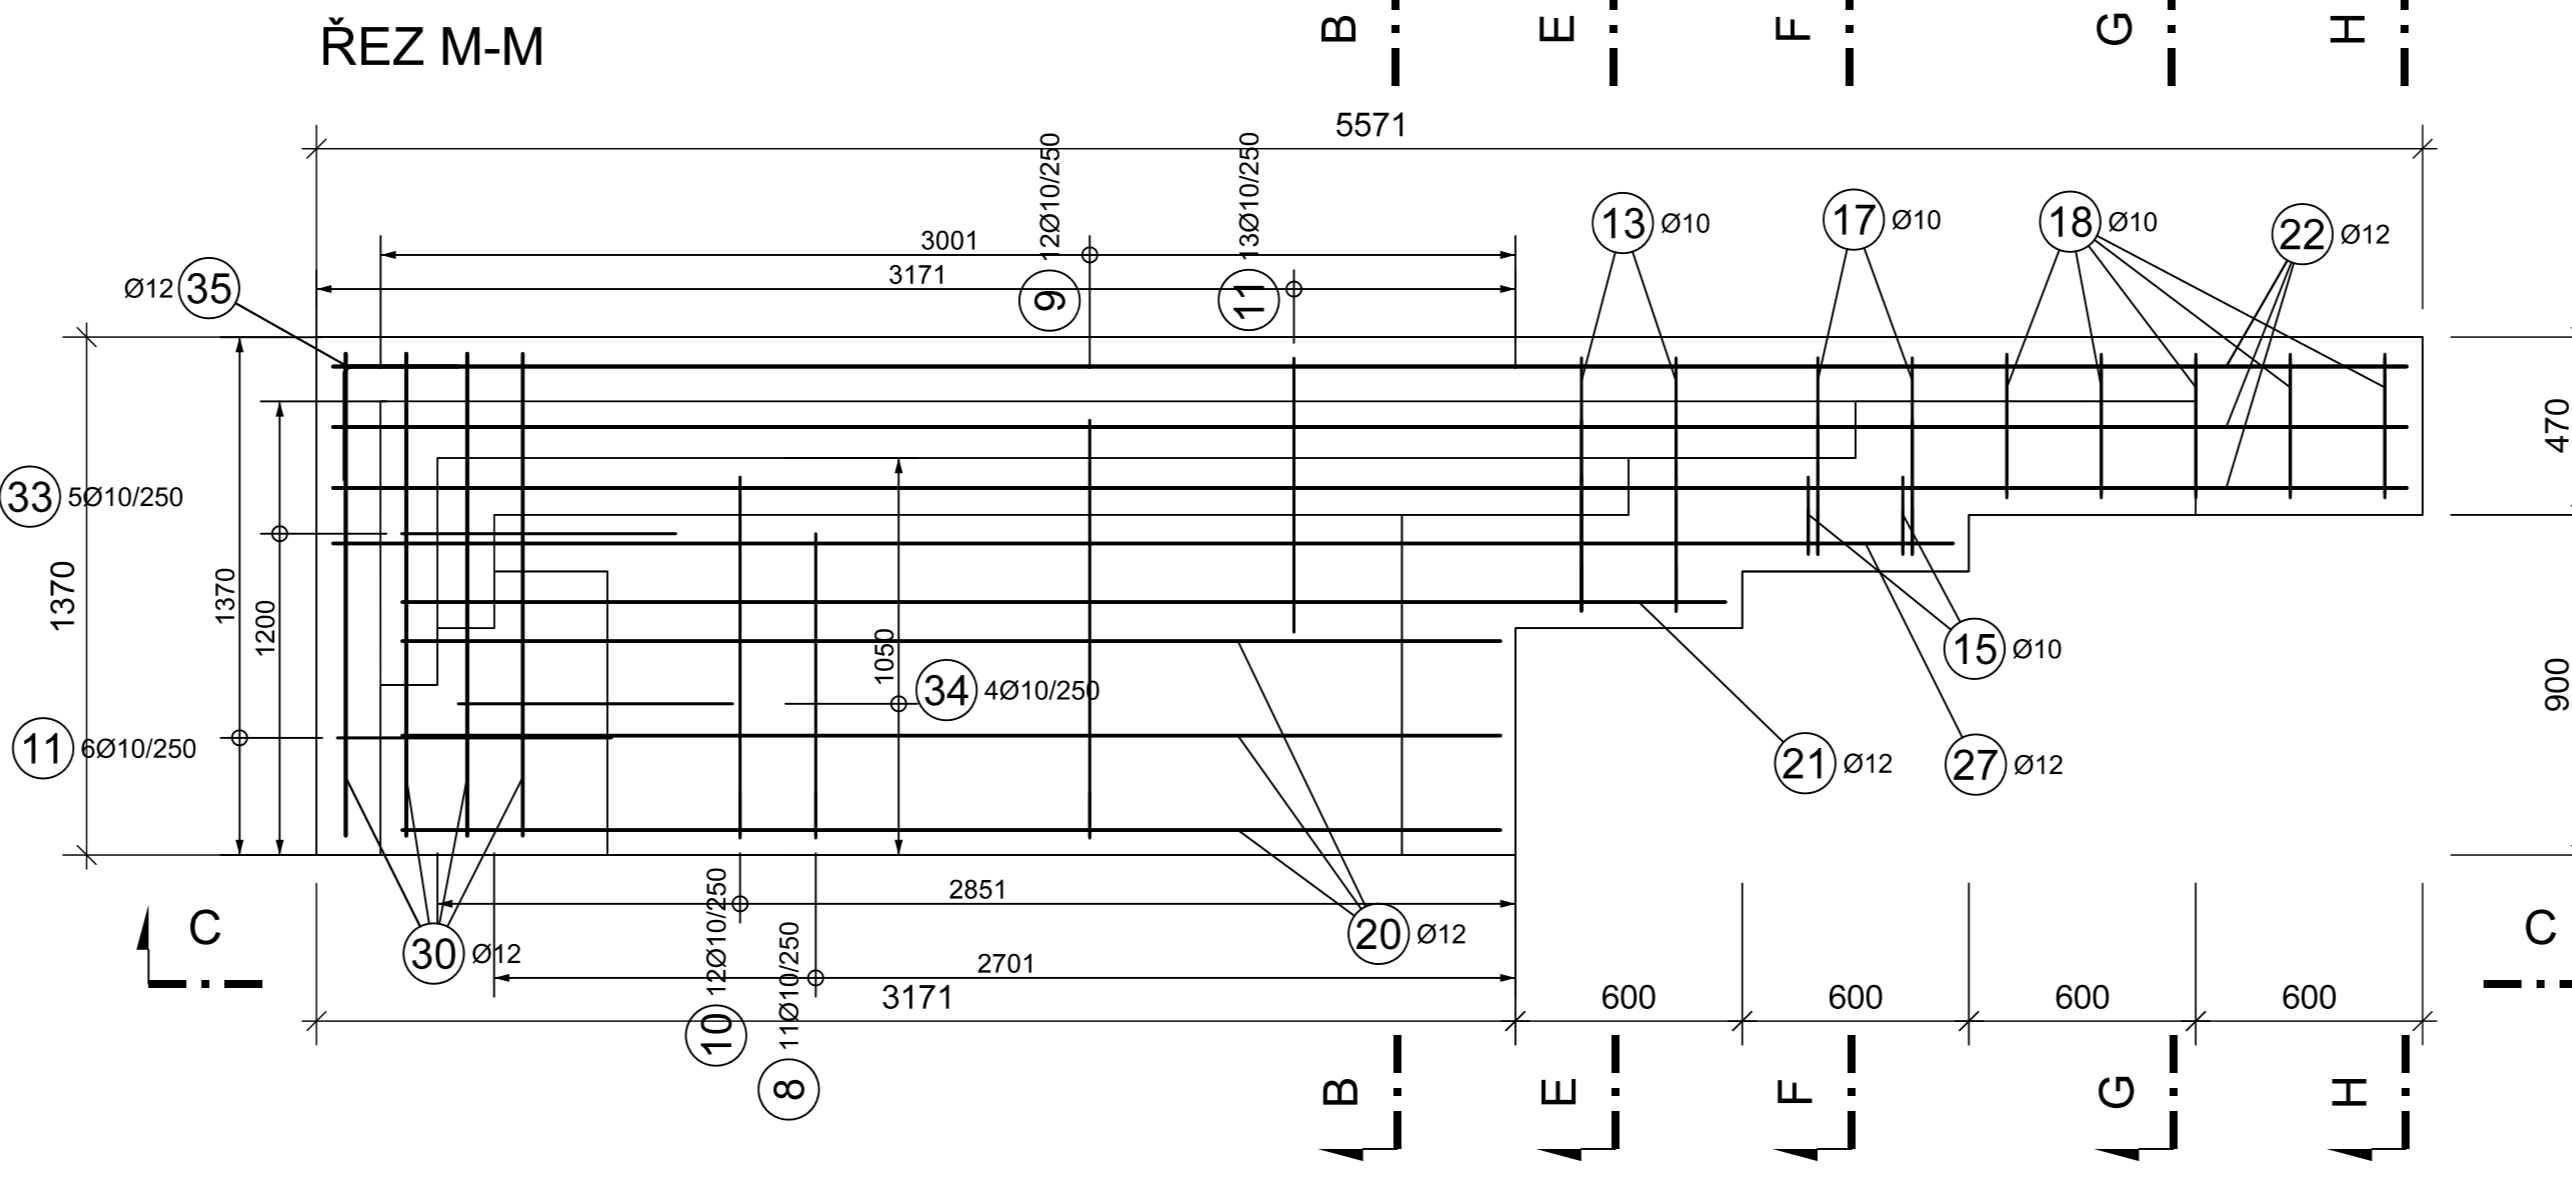 ŘEZ M-M
B
E
F
G
H
5571
12Ø10/250
9
13Ø10/250
11
3001
3171
13 Ø10
17 Ø10
18 Ø10
22 Ø12
Ø12 35
33 5Ø10/250
1370
1370
1200
11 6Ø10/250
1050
34 4Ø10/250
470
900
15 Ø10
21 Ø12
27 Ø12
C
30 Ø12
2851
20 Ø12
C
10 12Ø10/250
8 11Ø10/250
2701
3171
600
600
600
600
B
E
F
G
H